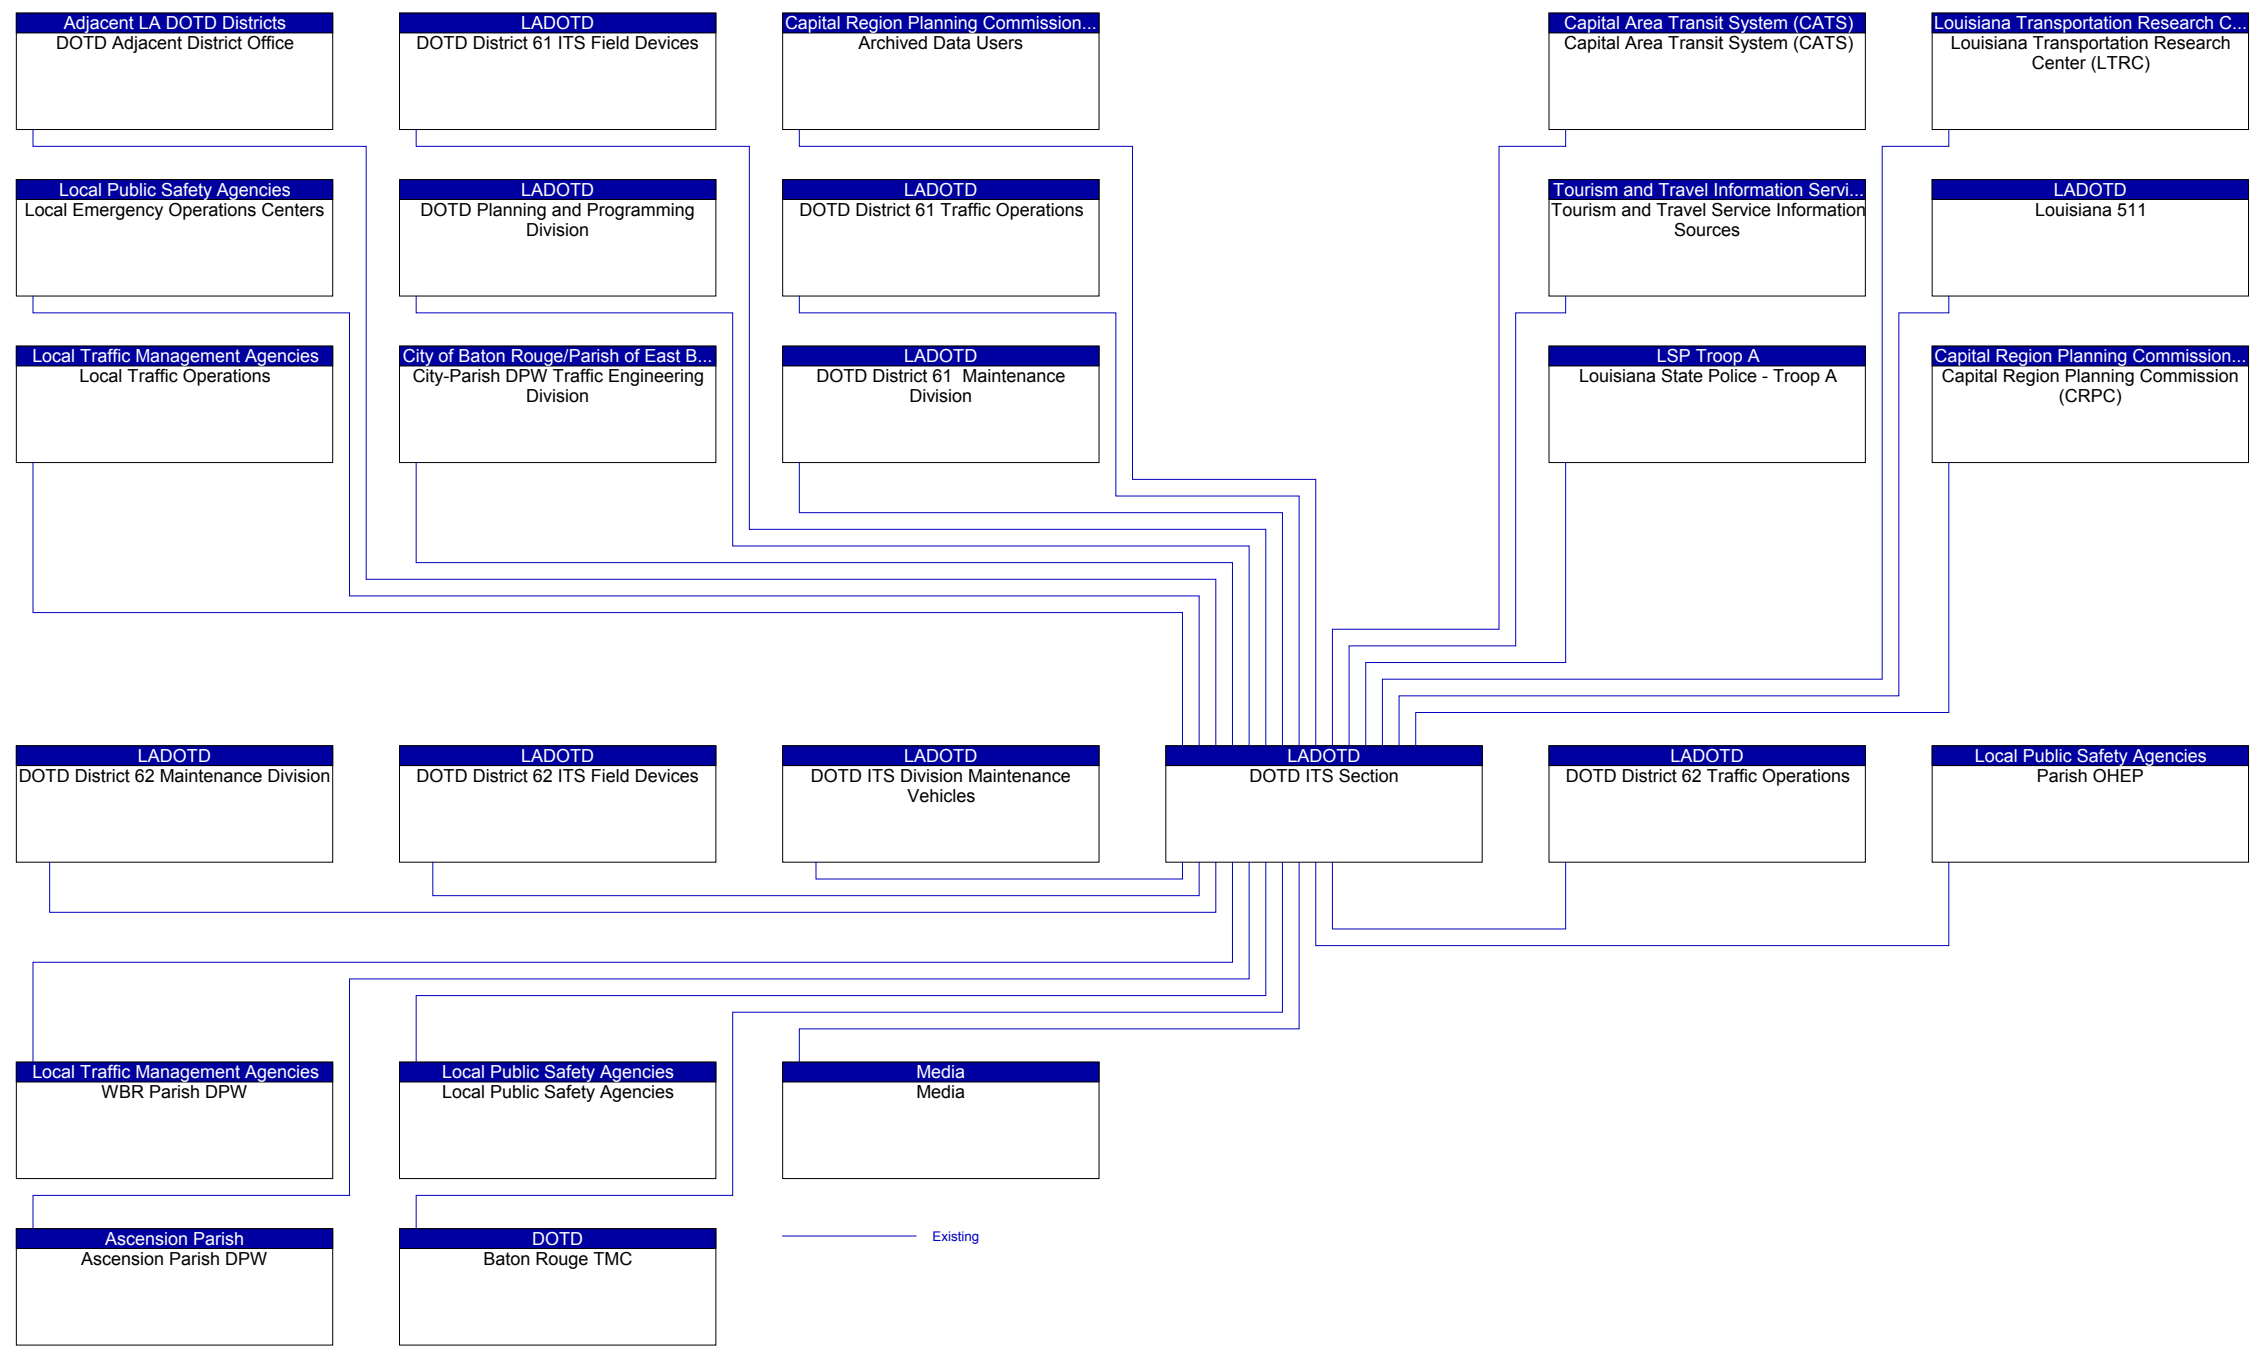 Adjacent LA DOTD Districts
DOTD Adjacent District Office
LADOTD
DOTD District 61 ITS Field Devices
Capital Region Planning Commission...
Archived Data Users
Capital Area Transit System (CATS)
Capital Area Transit System (CATS)
Louisiana Transportation Research C...
Louisiana Transportation Research
Center (LTRC)
Local Public Safety Agencies
Local Emergency Operations Centers
LADOTD
DOTD Planning and Programming
Division
LADOTD
DOTD District 61 Traffic Operations
Tourism and Travel Information Servi...
Tourism and Travel Service Information
Sources
LADOTD
Louisiana 511
Local Traffic Management Agencies
Local Traffic Operations
City of Baton Rouge/Parish of East B...
City-Parish DPW Traffic Engineering
Division
LADOTD
DOTD District 61  Maintenance
Division
LSP Troop A
Louisiana State Police - Troop A
Capital Region Planning Commission...
Capital Region Planning Commission
(CRPC)
LADOTD
DOTD District 62 Maintenance Division
LADOTD
DOTD District 62 ITS Field Devices
LADOTD
DOTD ITS Division Maintenance
Vehicles
LADOTD
DOTD ITS Section
LADOTD
DOTD District 62 Traffic Operations
Local Public Safety Agencies
Parish OHEP
Local Traffic Management Agencies
WBR Parish DPW
Local Public Safety Agencies
Local Public Safety Agencies
Media
Media
Ascension Parish
Ascension Parish DPW
DOTD
Baton Rouge TMC
Existing